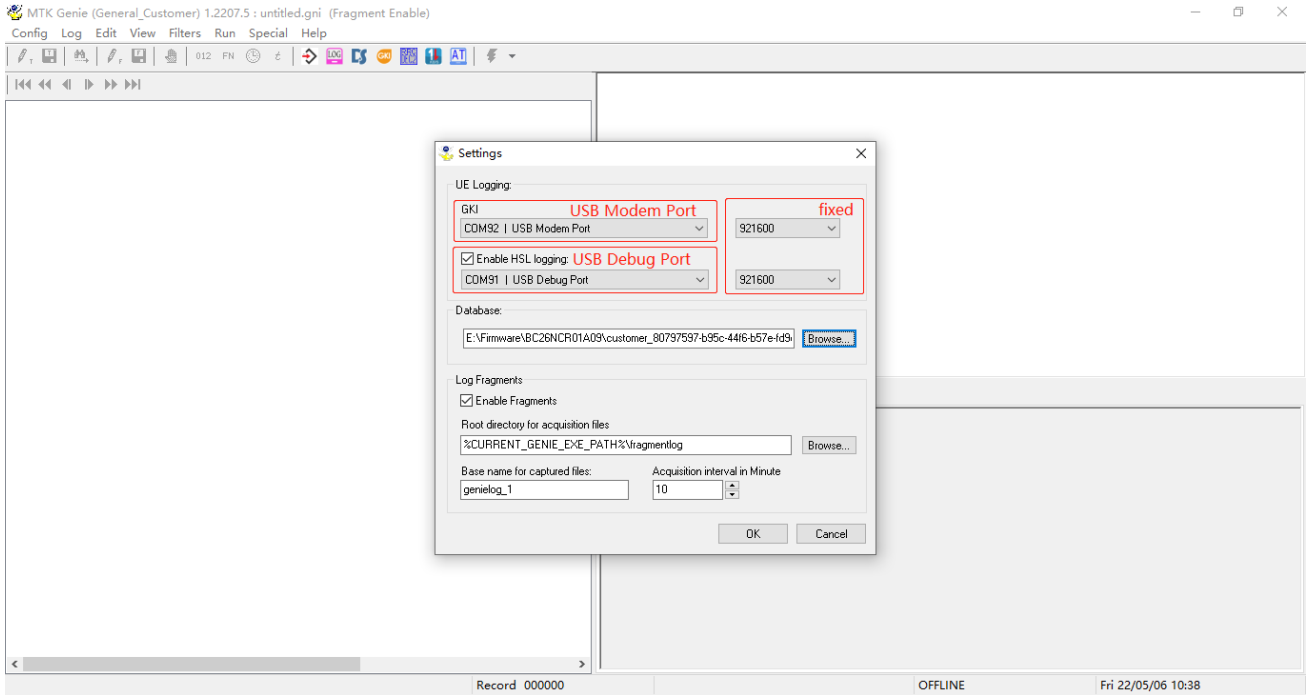 MTK Genie (General_Customer) 1.2207.5 : untitled.gni (Fragment Enable)
Config Log Edit View Filters Run Special Help
012 FN LOG GKI AT
Settings
UE Logging:
GKI USB Modem Port fixed
COM92 | USB Modem Port 921600
Enable HSL logging: USB Debug Port
COM91 | USB Debug Port 921600
Database:
E:\Firmware\BC26NCR01A09\customer_80797597-b95c-44f6-b57e-fd9 Browse...
Log Fragments
Enable Fragments
Root directory for acquisition files
%CURRENT_GENIE_EXE_PATH%\fragmentlog Browse...
Base name for captured files: Acquisition interval in Minute
genielog_1 10
OK Cancel
Record 000000 OFFLINE Fri 22/05/06 10:38